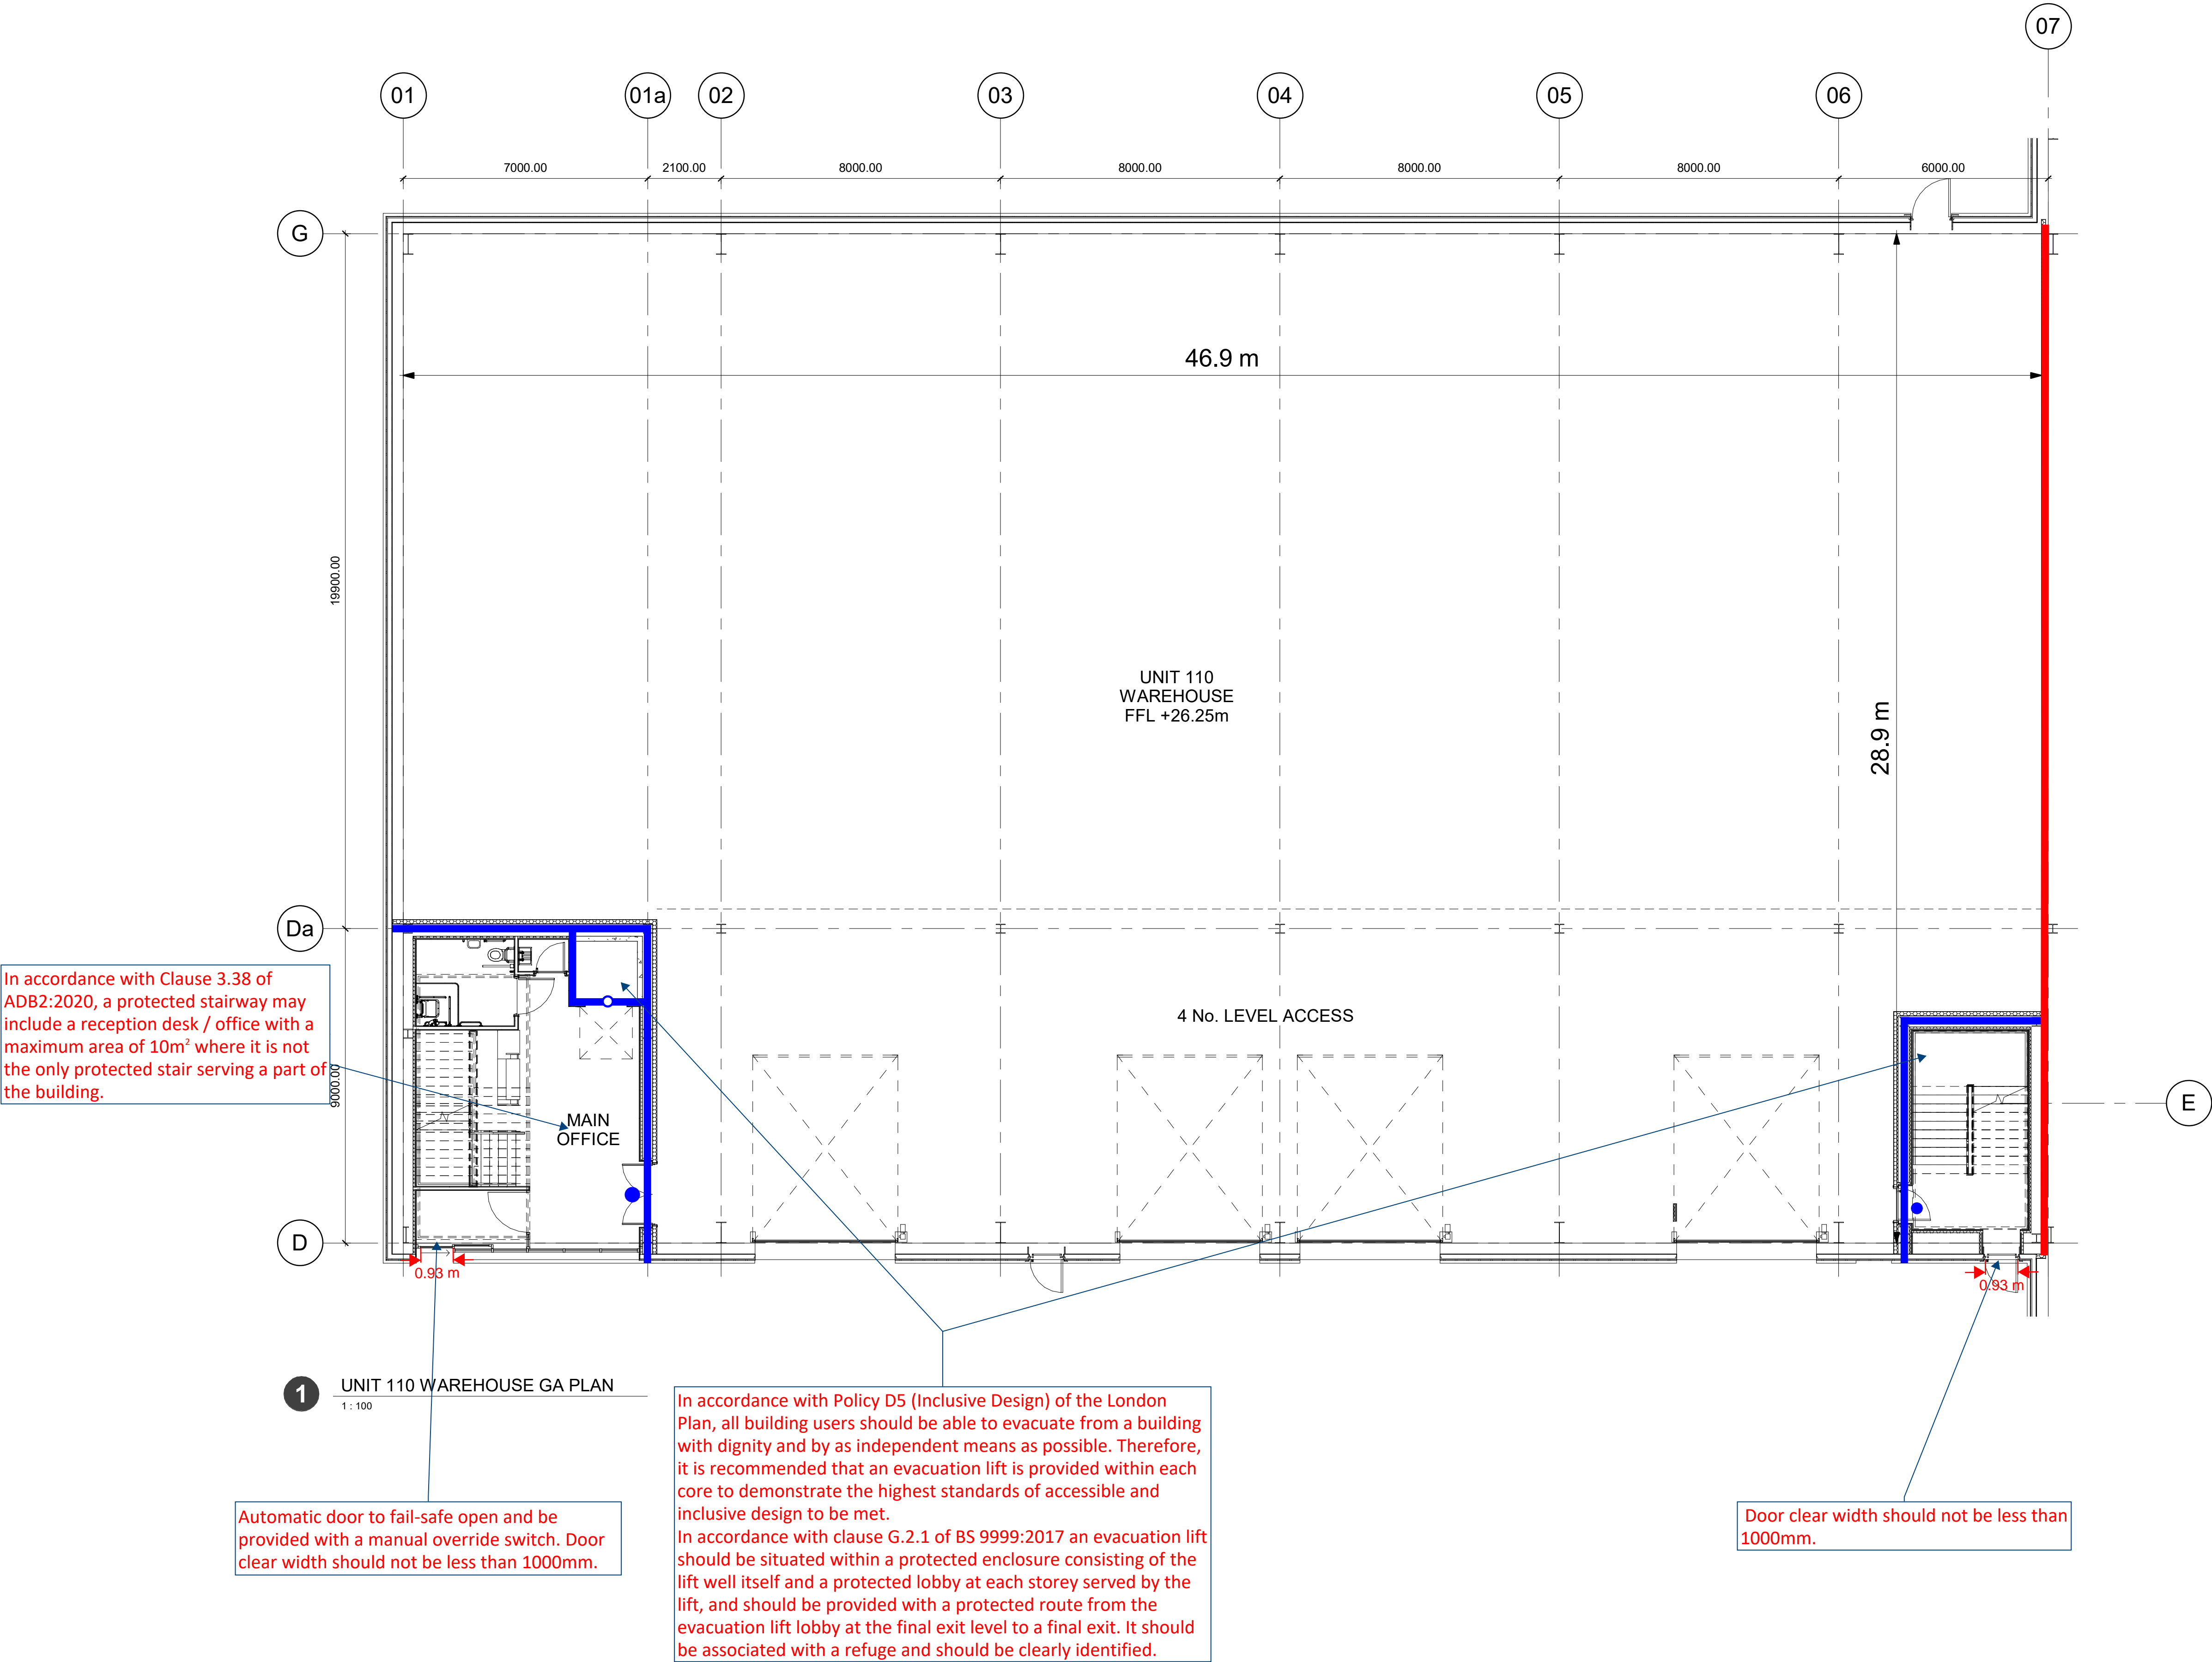 07
01
01a
02
03
04
05
06
7000.00
2100.00
8000.00
8000.00
8000.00
8000.00
6000.00
G
46.9 m
19900.00
UNIT 110
WAREHOUSE
FFL +26.25m
28.9 m
Da
In accordance with Clause 3.38 of
ADB2:2020, a protected stairway may
include a reception desk / office with a
maximum area of 10m² where it is not
the only protected stair serving a part of
the building.
9000.00
4 No. LEVEL ACCESS
MAIN
OFFICE
E
D
0.93 m
0.93 m
1
UNIT 110 WAREHOUSE GA PLAN
1 : 100
In accordance with Policy D5 (Inclusive Design) of the London
Plan, all building users should be able to evacuate from a building
with dignity and by as independent means as possible. Therefore,
it is recommended that an evacuation lift is provided within each
core to demonstrate the highest standards of accessible and
inclusive design to be met.
In accordance with clause G.2.1 of BS 9999:2017 an evacuation lift
should be situated within a protected enclosure consisting of the
lift well itself and a protected lobby at each storey served by the
lift, and should be provided with a protected route from the
evacuation lift lobby at the final exit level to a final exit. It should
be associated with a refuge and should be clearly identified.
Automatic door to fail-safe open and be
provided with a manual override switch. Door
clear width should not be less than 1000mm.
Door clear width should not be less than
1000mm.